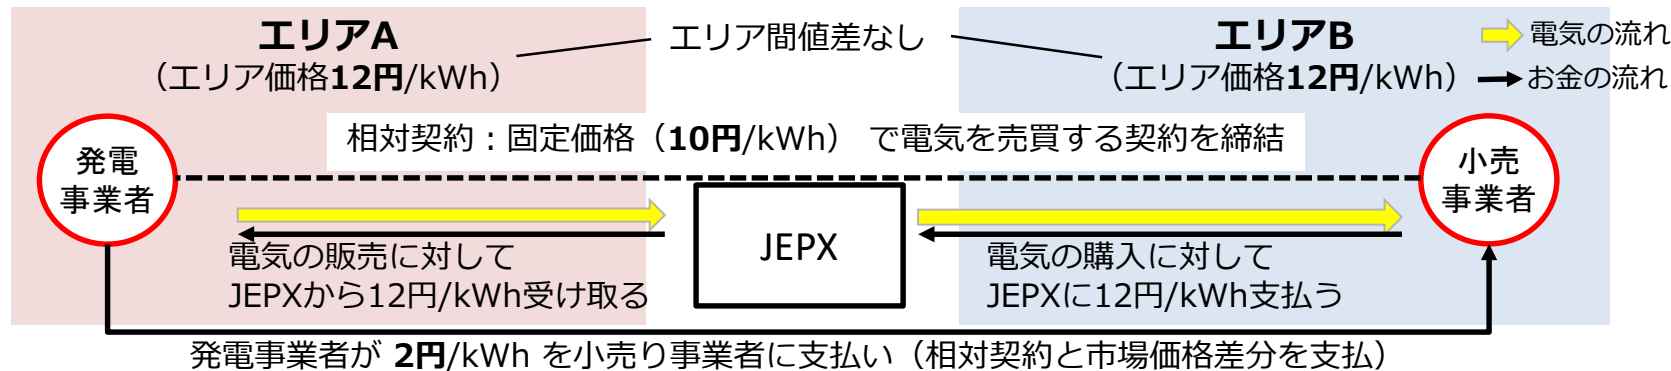 エリアA
（エリア価格12円/kWh）
エリア間値差なし
エリアB
（エリア価格12円/kWh）
電気の流れ
お金の流れ
相対契約：固定価格（10円/kWh） で電気を売買する契約を締結
発電
事業者
小売
事業者
JEPX
電気の販売に対して
JEPXから12円/kWh受け取る
電気の購入に対して
JEPXに12円/kWh支払う
発電事業者が 2円/kWh を小売り事業者に支払い（相対契約と市場価格差分を支払）